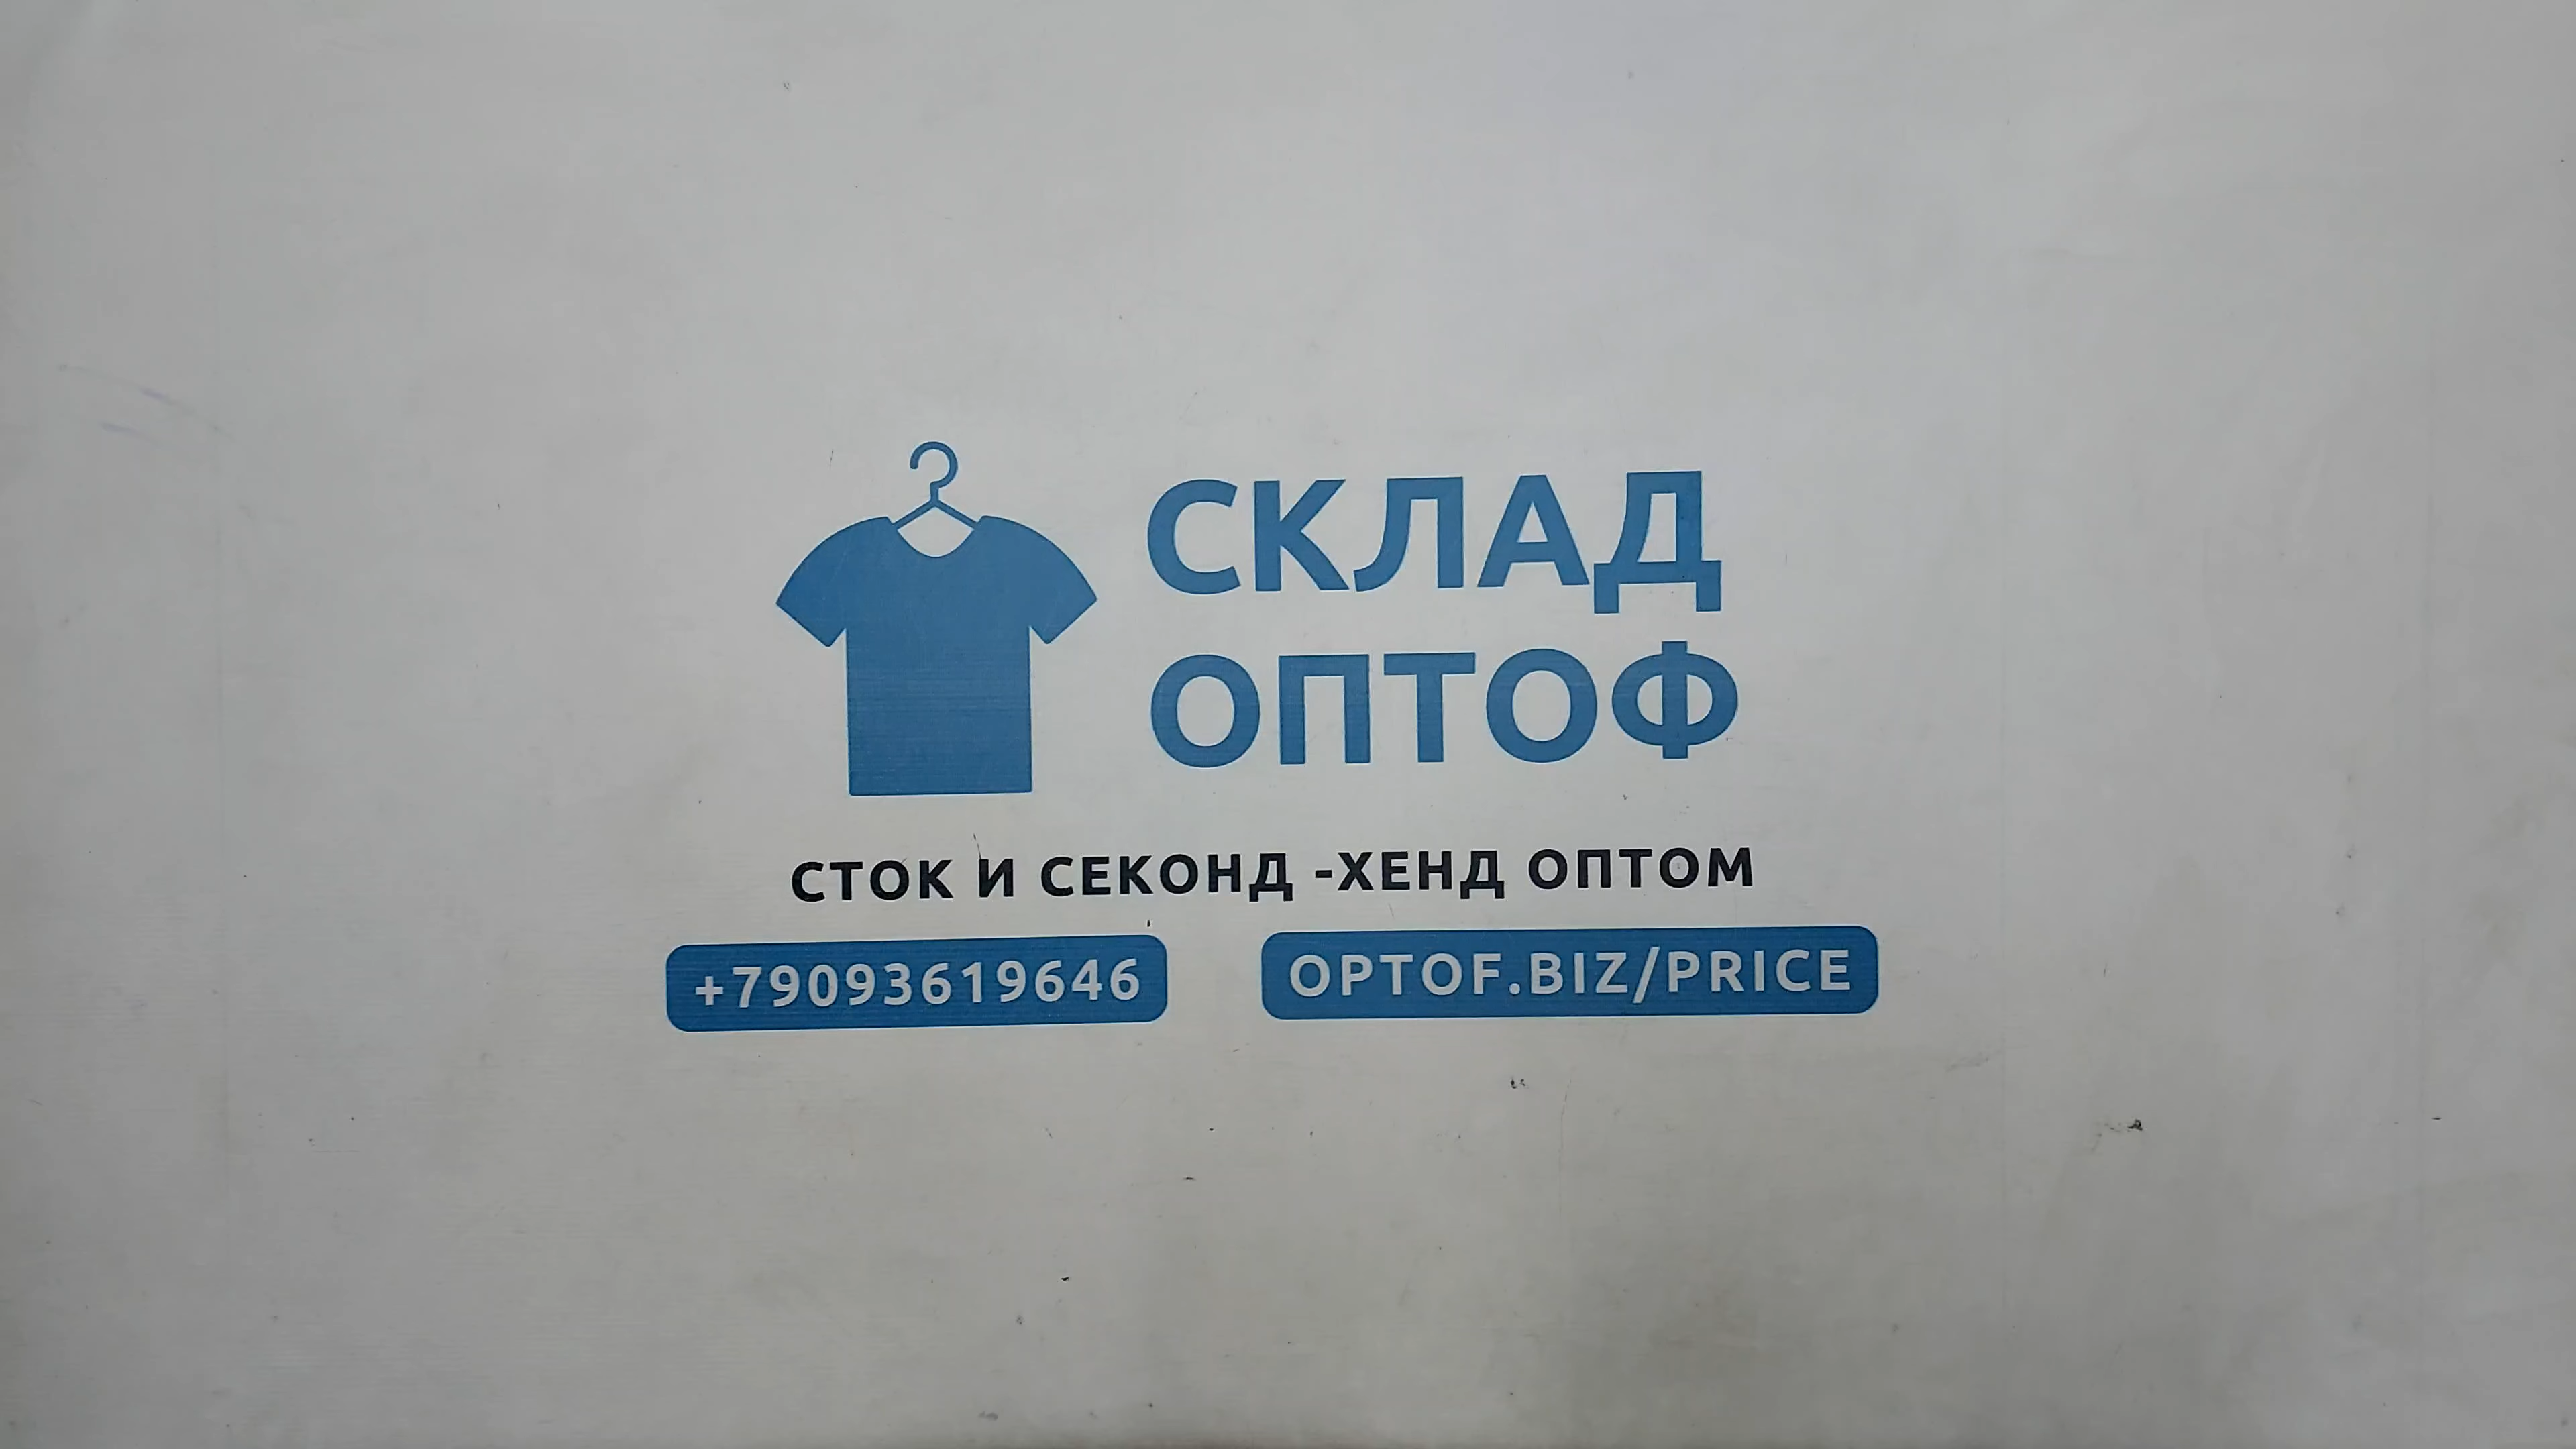 СКЛАД
ОПТОФ
СТОК И СЕКОНД -ХЕНД ОПТОМ
+79093619646
OPTOF.BIZ/PRICE